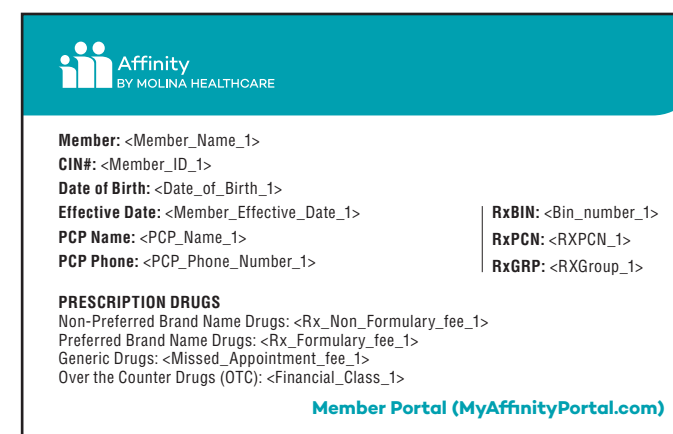 Affinity
BY MOLINA HEALTHCARE
Member: <Member_Name_1>
CIN#: <Member_ID_1>
Date of Birth: <Date_of_Birth_1>
Effective Date: <Member_Effective_Date_1>
PCP Name: <PCP_Name_1>
PCP Phone: <PCP_Phone_Number_1>
RxBIN: <Bin_number_1>
RxPCN: <RXPCN_1>
RxGRP: <RXGroup_1>
PRESCRIPTION DRUGS
Non-Preferred Brand Name Drugs: <Rx_Non_Formulary_fee_1>
Preferred Brand Name Drugs: <Rx_Formulary_fee_1>
Generic Drugs: <Missed_Appointment_fee_1>
Over the Counter Drugs (OTC): <Financial_Class_1>
Member Portal (MyAffinityPortal.com)